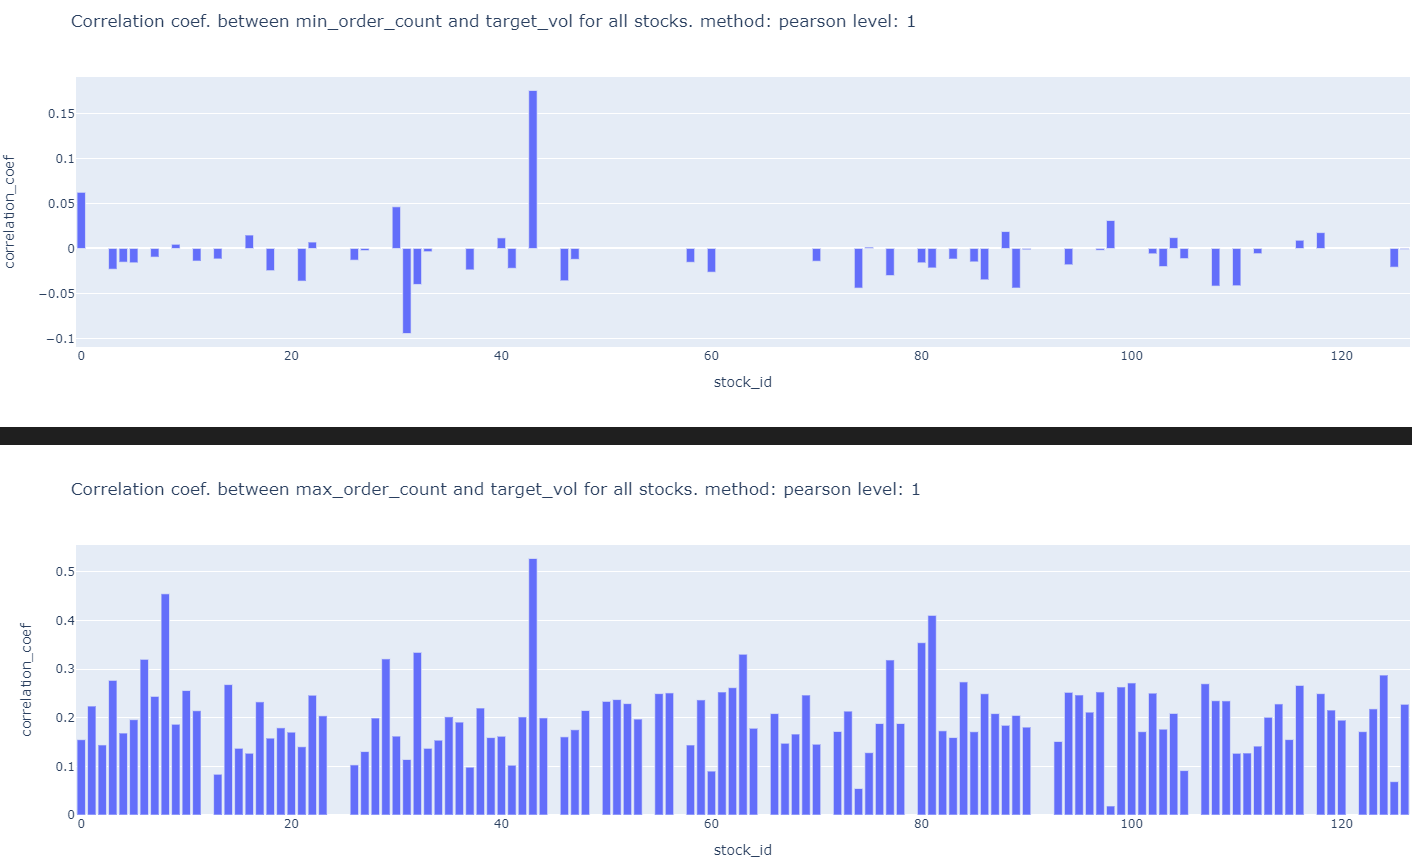 Correlation coef. between min_order_count and target_vol for all stocks. method: pearson level: 1
correlation_coef
0.15
0.1
0.05
0
−0.05
−0.1
0 20 40 60 80 100 120
stock_id
Correlation coef. between max_order_count and target_vol for all stocks. method: pearson level: 1
correlation_coef
0.5
0.4
0.3
0.2
0.1
0
0 20 40 60 80 100 120
stock_id